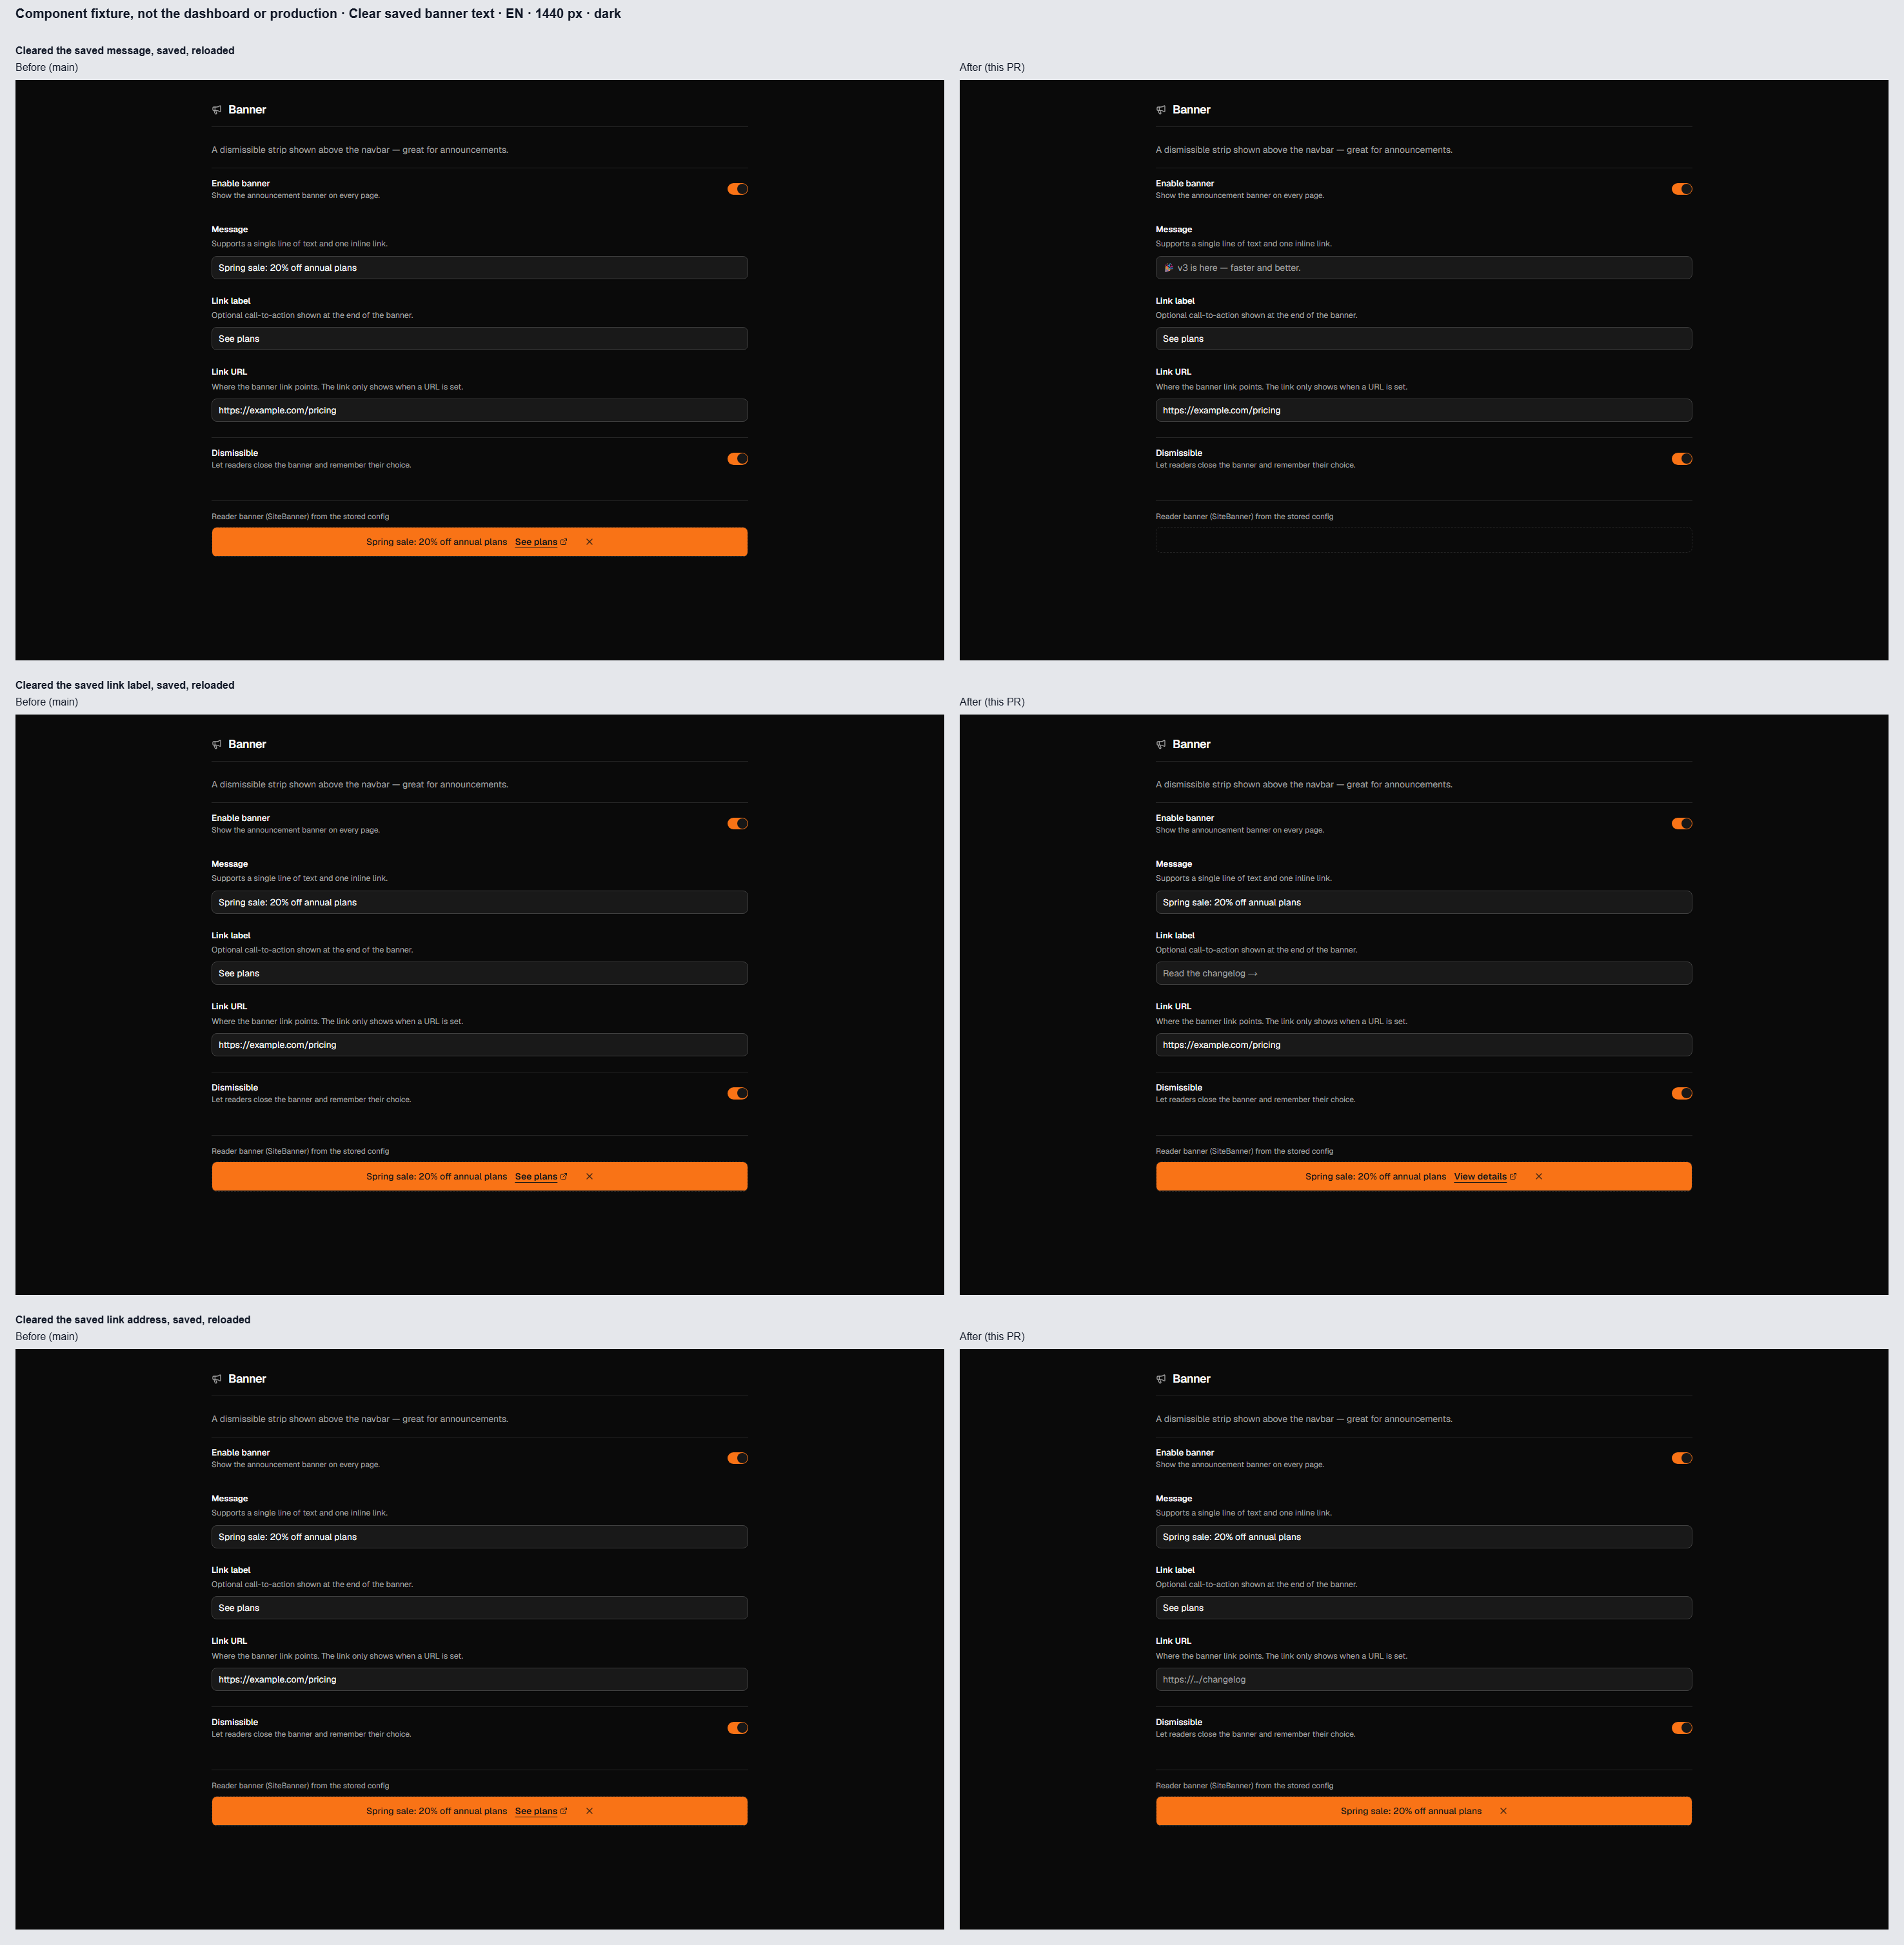 Component fixture, not the dashboard or production · Clear saved banner text · EN · 1440 px · dark
Cleared the saved message, saved, reloaded
Before (main)
Banner
A dismissible strip shown above the navbar — great for announcements.
Enable banner
Show the announcement banner on every page.
Message
Supports a single line of text and one inline link.
Spring sale: 20% off annual plans
Link label
Optional call-to-action shown at the end of the banner.
See plans
Link URL
Where the banner link points. The link only shows when a URL is set.
https://example.com/pricing
Dismissible
Let readers close the banner and remember their choice.
Reader banner (SiteBanner) from the stored config
Spring sale: 20% off annual plans See plans
After (this PR)
Banner
A dismissible strip shown above the navbar — great for announcements.
Enable banner
Show the announcement banner on every page.
Message
Supports a single line of text and one inline link.
🎉 v3 is here — faster and better.
Link label
Optional call-to-action shown at the end of the banner.
See plans
Link URL
Where the banner link points. The link only shows when a URL is set.
https://example.com/pricing
Dismissible
Let readers close the banner and remember their choice.
Reader banner (SiteBanner) from the stored config
Cleared the saved link label, saved, reloaded
Before (main)
Banner
A dismissible strip shown above the navbar — great for announcements.
Enable banner
Show the announcement banner on every page.
Message
Supports a single line of text and one inline link.
Spring sale: 20% off annual plans
Link label
Optional call-to-action shown at the end of the banner.
See plans
Link URL
Where the banner link points. The link only shows when a URL is set.
https://example.com/pricing
Dismissible
Let readers close the banner and remember their choice.
Reader banner (SiteBanner) from the stored config
Spring sale: 20% off annual plans See plans
After (this PR)
Banner
A dismissible strip shown above the navbar — great for announcements.
Enable banner
Show the announcement banner on every page.
Message
Supports a single line of text and one inline link.
Spring sale: 20% off annual plans
Link label
Optional call-to-action shown at the end of the banner.
Read the changelog →
Link URL
Where the banner link points. The link only shows when a URL is set.
https://example.com/pricing
Dismissible
Let readers close the banner and remember their choice.
Reader banner (SiteBanner) from the stored config
Spring sale: 20% off annual plans View details
Cleared the saved link address, saved, reloaded
Before (main)
Banner
A dismissible strip shown above the navbar — great for announcements.
Enable banner
Show the announcement banner on every page.
Message
Supports a single line of text and one inline link.
Spring sale: 20% off annual plans
Link label
Optional call-to-action shown at the end of the banner.
See plans
Link URL
Where the banner link points. The link only shows when a URL is set.
https://example.com/pricing
Dismissible
Let readers close the banner and remember their choice.
Reader banner (SiteBanner) from the stored config
Spring sale: 20% off annual plans See plans
After (this PR)
Banner
A dismissible strip shown above the navbar — great for announcements.
Enable banner
Show the announcement banner on every page.
Message
Supports a single line of text and one inline link.
Spring sale: 20% off annual plans
Link label
Optional call-to-action shown at the end of the banner.
See plans
Link URL
Where the banner link points. The link only shows when a URL is set.
https://…/changelog
Dismissible
Let readers close the banner and remember their choice.
Reader banner (SiteBanner) from the stored config
Spring sale: 20% off annual plans